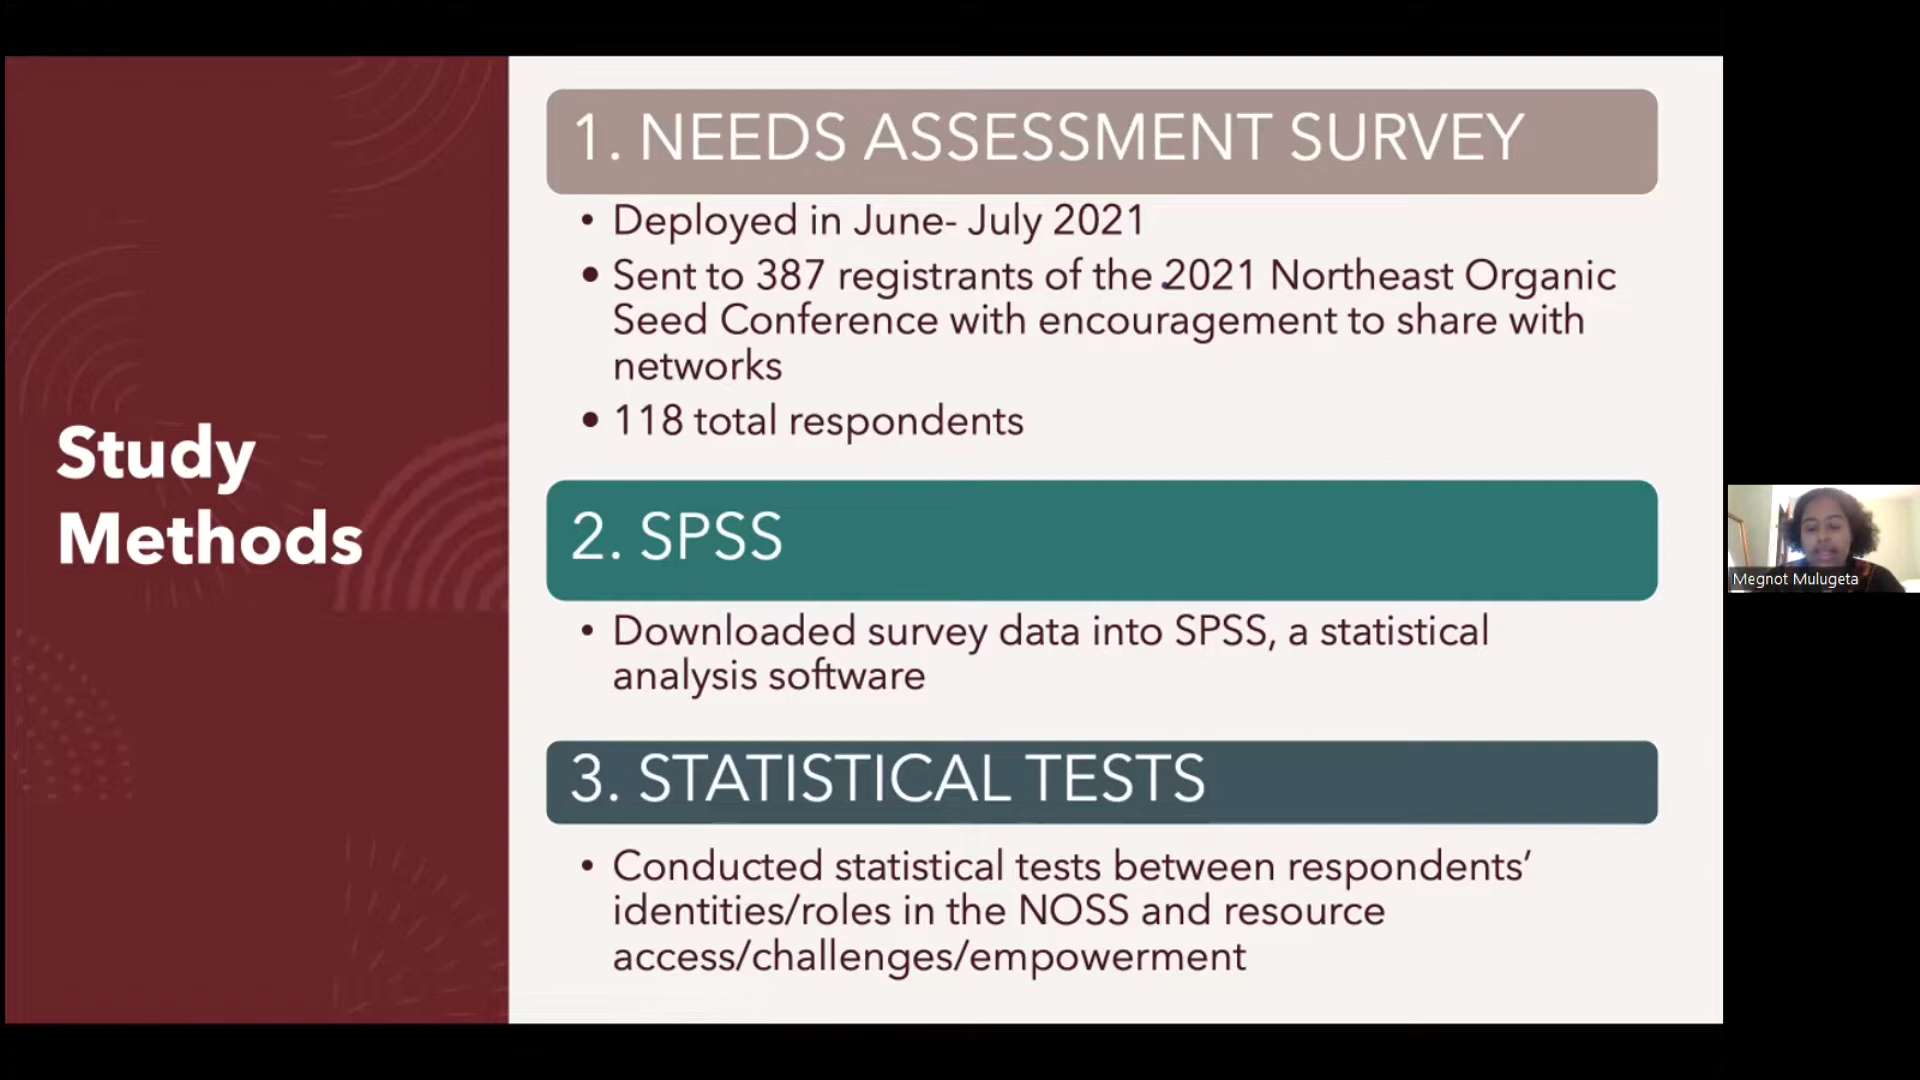 Study
Methods
1. NEEDS ASSESSMENT SURVEY
• Deployed in June- July 2021
• Sent to 387 registrants of the 2021 Northeast Organic
Seed Conference with encouragement to share with
networks
• 118 total respondents
2. SPSS
• Downloaded survey data into SPSS, a statistical
analysis software
3. STATISTICAL TESTS
• Conducted statistical tests between respondents’
identities/roles in the NOSS and resource
access/challenges/empowerment
Megnot Mulugeta